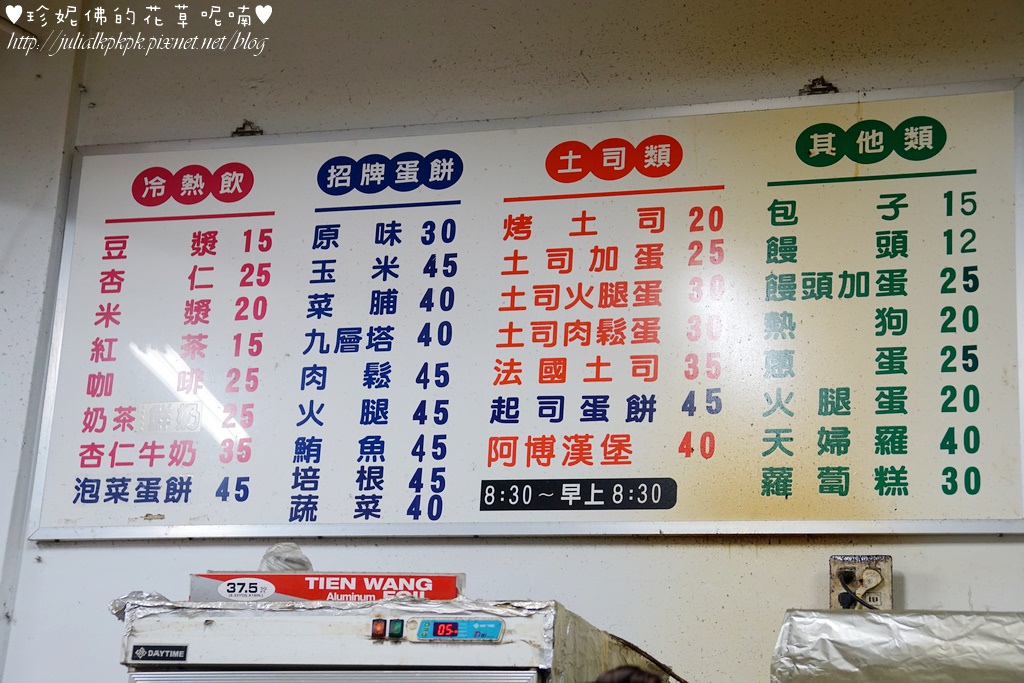 ♥珍妮佛的花草呢喃♥
http://julialkpkpk.pixnet.net/blog
冷熱飲
豆漿 15
杏仁 25
米漿 20
紅茶 15
咖啡 25
奶茶 鮮奶 25
杏仁牛奶 35
泡菜蛋餅 45
招牌蛋餅
原味 30
玉米 45
菜脯 40
九層塔 40
肉鬆 45
火腿 45
鮪魚 45
培根 45
蔬菜 40
土司類
烤土司 20
土司加蛋 25
土司火腿蛋 30
土司肉鬆蛋 30
法國土司 35
起司蛋餅 45
阿博漢堡 40
8:30~早上8:30
其他類
包子 15
饅頭 12
饅頭加蛋 25
熱狗 20
蔥蛋 25
火腿蛋 20
天婦羅 40
蘿蔔糕 30
37.5
TIEN WANG
Aluminum FOIL
DAYTIME